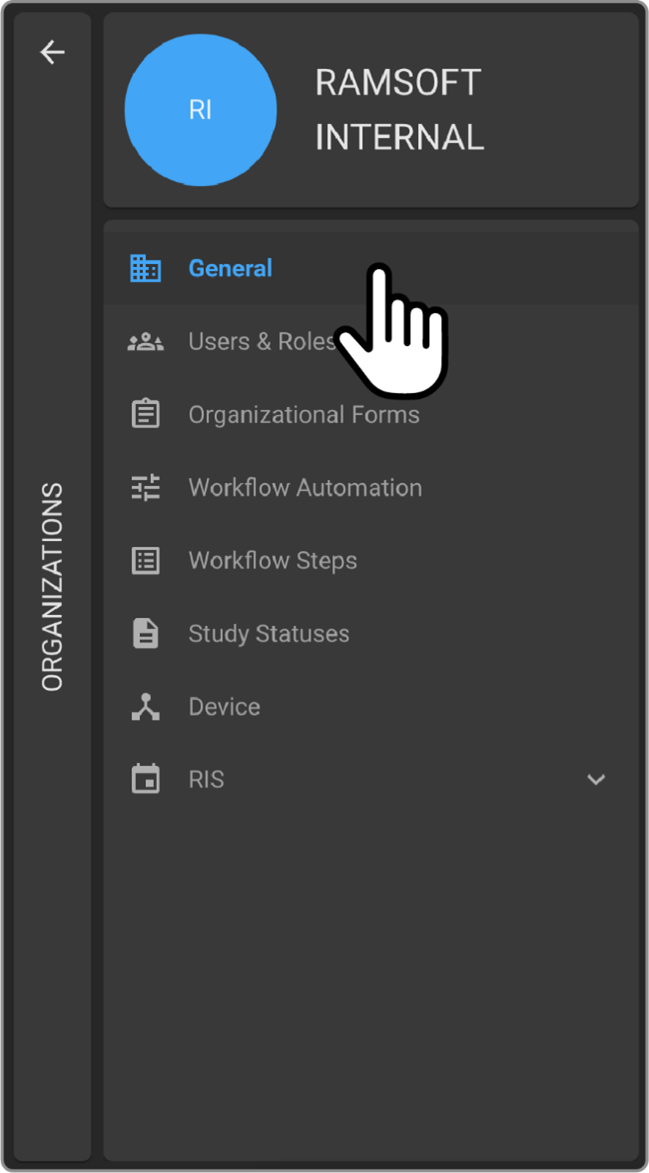 ORGANIZATIONS
RI
RAMSOFT
INTERNAL
General
Users & Roles
Organizational Forms
Workflow Automation
Workflow Steps
Study Statuses
Device
RIS